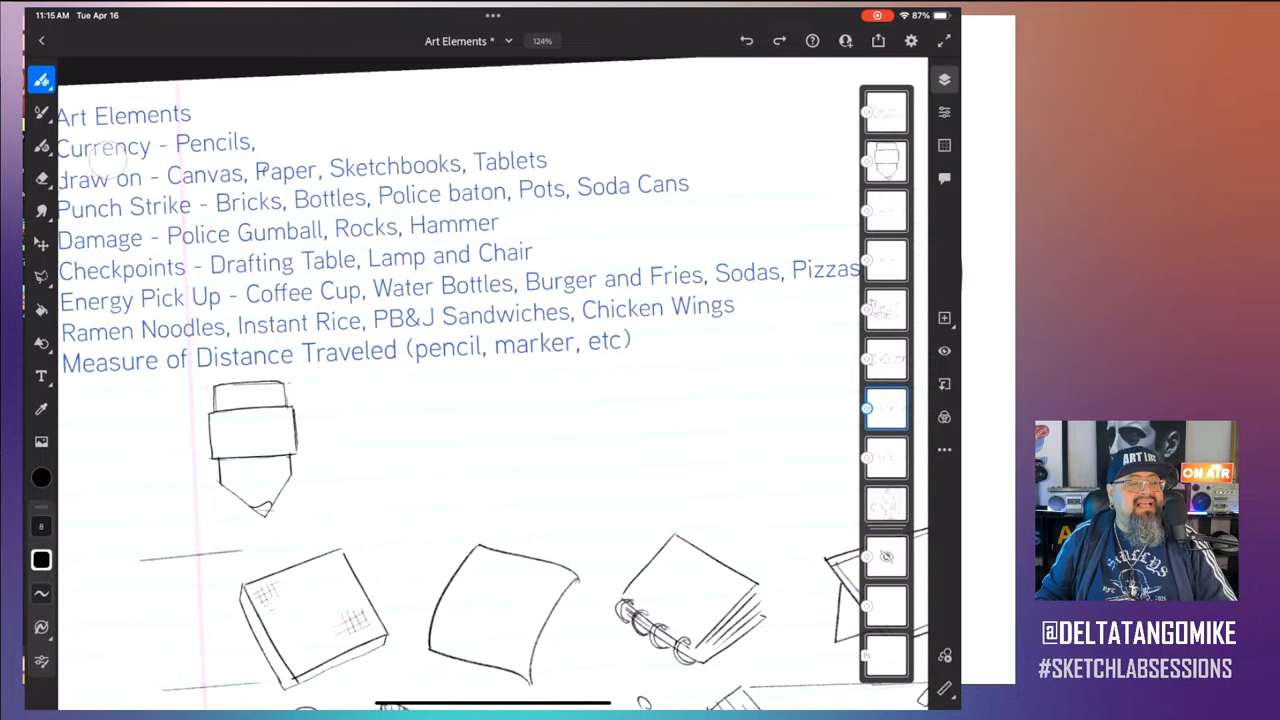 11:15 AM Tue Apr 16
87%
Art Elements *
124%
Art Elements
Currency - Pencils,
draw on - Canvas, Paper, Sketchbooks, Tablets
Punch Strike - Bricks, Bottles, Police baton, Pots, Soda Cans
Damage - Police Gumball, Rocks, Hammer
Checkpoints - Drafting Table, Lamp and Chair
Energy Pick Up - Coffee Cup, Water Bottles, Burger and Fries, Sodas, Pizzas
Ramen Noodles, Instant Rice, PB&J Sandwiches, Chicken Wings
Measure of Distance Traveled (pencil, marker, etc)
8
ART LIFE
ON AIR
@DELTATANGOMIKE
#SKETCHLABSESSIONS